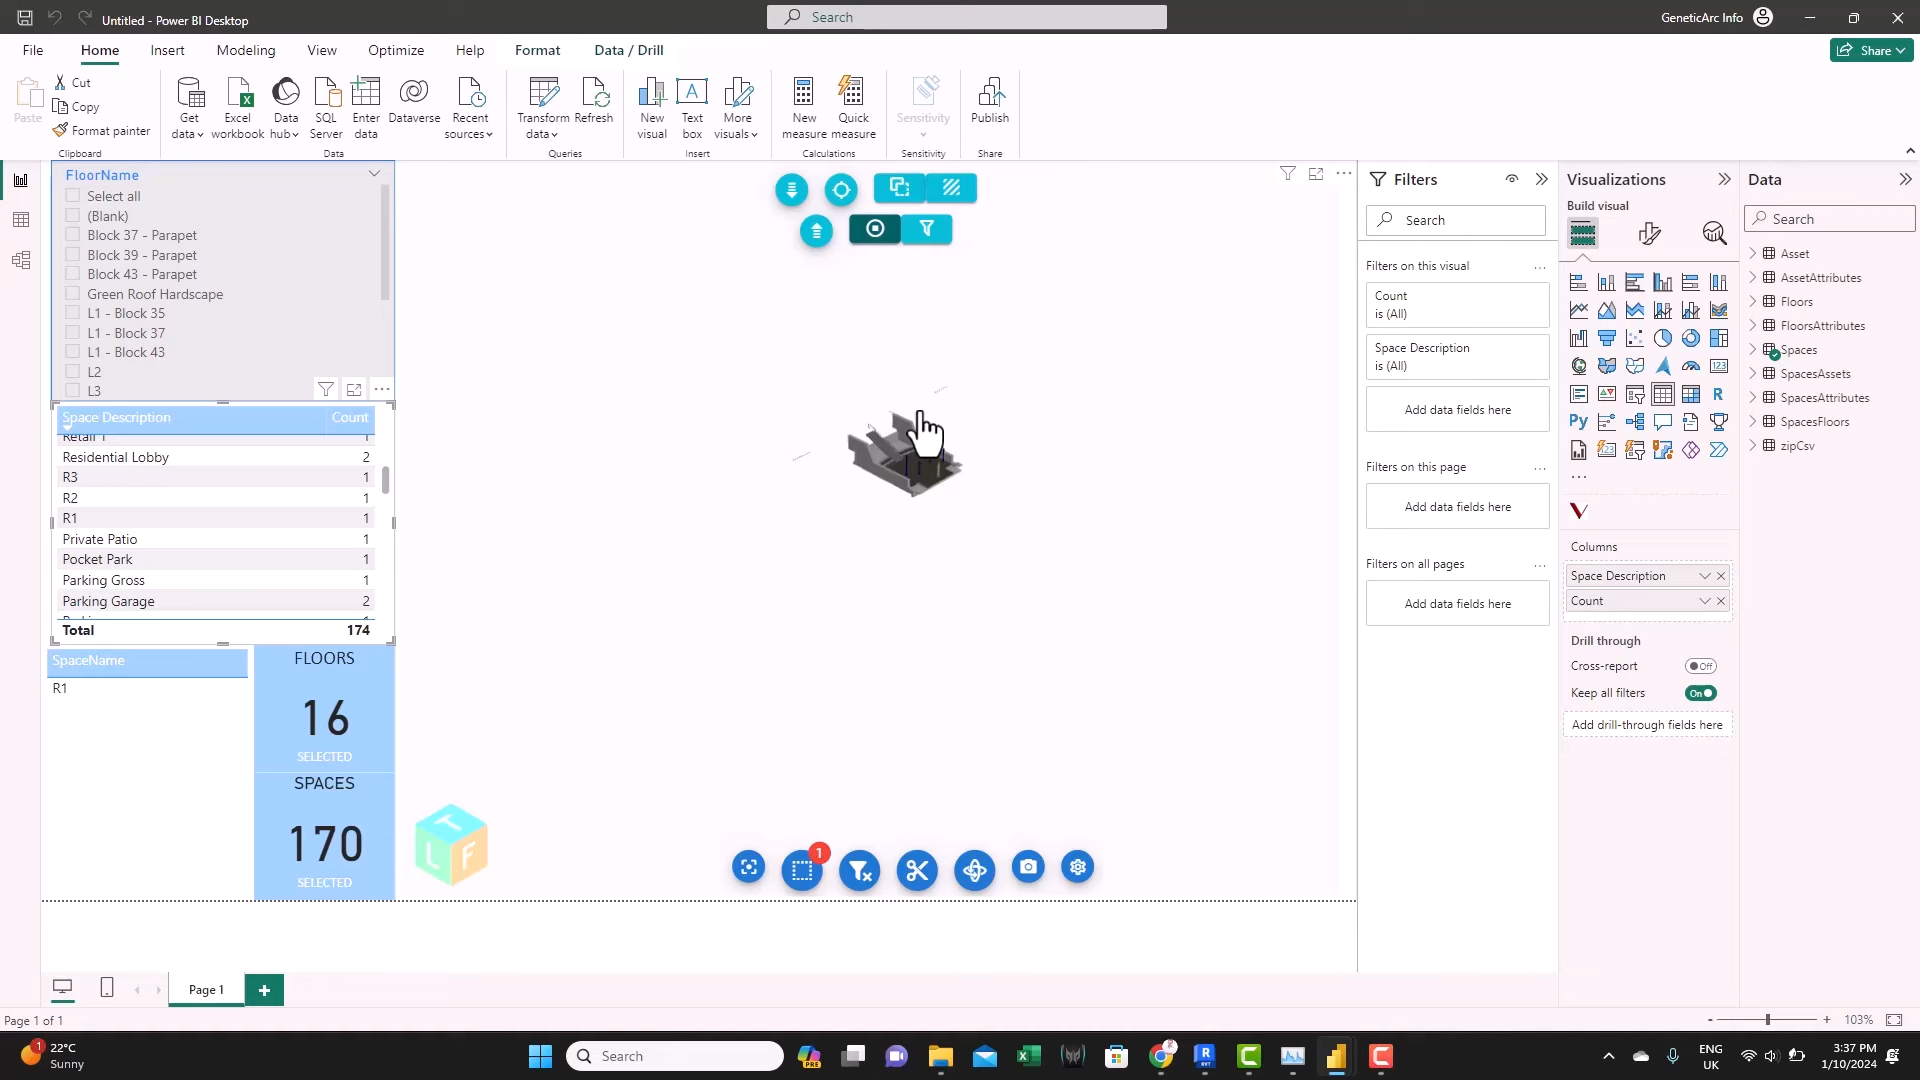 Untitled - Power BI Desktop
Search
GeneticArc Info
File
Home
Insert
Modeling
View
Optimize
Help
Format
Data / Drill
Share
Paste
Cut
Copy
Format painter
Clipboard
Get data
Excel workbook
Data hub
SQL Server
Enter data
Dataverse
Recent sources
Data
Transform data
Refresh
Queries
New visual
Text box
More visuals
Insert
New measure
Quick measure
Calculations
Sensitivity
Sensitivity
Publish
Share
FloorName
Select all
(Blank)
Block 37 - Parapet
Block 39 - Parapet
Block 43 - Parapet
Green Roof Hardscape
L1 - Block 35
L1 - Block 37
L1 - Block 43
L2
L3
Space Description Count
Retail 1 1
Residential Lobby 2
R3 1
R2 1
R1 1
Private Patio 1
Pocket Park 1
Parking Gross 1
Parking Garage 2
Total 174
SpaceName
R1
FLOORS
16
SELECTED
SPACES
170
SELECTED
T
L F
1
Filters
Search
Filters on this visual
Count
is (All)
Space Description
is (All)
Add data fields here
Filters on this page
Add data fields here
Filters on all pages
Add data fields here
Visualizations
Build visual
123
R
Py
Columns
Space Description
Count
Drill through
Cross-report
Off
Keep all filters
On
Add drill-through fields here
Data
Search
Asset
AssetAttributes
Floors
FloorsAttributes
Spaces
SpacesAssets
SpacesAttributes
SpacesFloors
zipCsv
Page 1
Page 1 of 1
- + 103%
1
22°C
Sunny
Search
PRE
ENG
UK
3:37 PM
1/10/2024